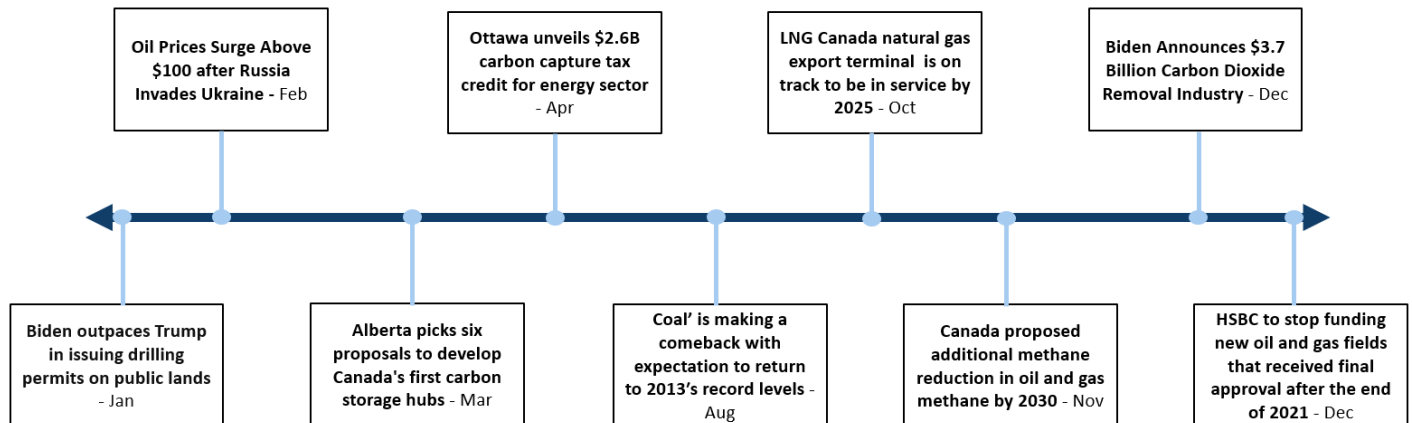 Oil Prices Surge Above
$100 after Russia
Invades Ukraine - Feb
Ottawa unveils $2.6B
carbon capture tax
credit for energy sector
- Apr
LNG Canada natural gas
export terminal  is on
track to be in service by
2025 - Oct
Biden Announces $3.7
Billion Carbon Dioxide
Removal Industry - Dec
Biden outpaces Trump
in issuing drilling
permits on public lands
- Jan
Alberta picks six
proposals to develop
Canada's first carbon
storage hubs - Mar
Coal’ is making a
comeback with
expectation to return
to 2013’s record levels -
Aug
Canada proposed
additional methane
reduction in oil and gas
methane by 2030 - Nov
HSBC to stop funding
new oil and gas fields
that received final
approval after the end
of 2021 - Dec